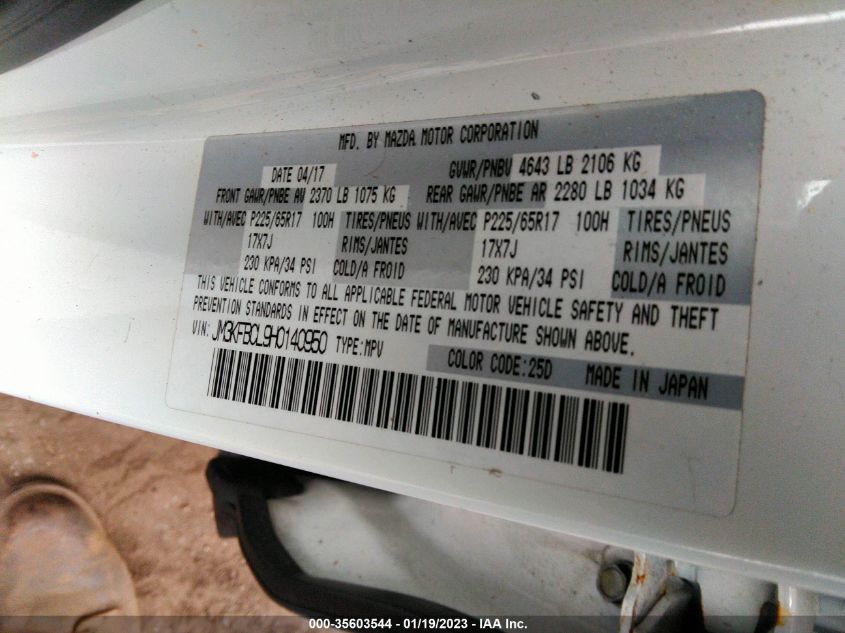 MFD. BY MAZDA MOTOR CORPORATION
DATE 04/17 GVWR/PNBV 4643 LB 2106 KG
FRONT GAWR/PNBE AV 2370 LB 1075 KG REAR GAWR/PNBE AR 2280 LB 1034 KG
WITH/AVEC P225/65R17 100H TIRES/PNEUS WITH/AVEC P225/65R17 100H TIRES/PNEUS
17X7J RIMS/JANTES 17X7J RIMS/JANTES
230 KPA/34 PSI COLD/A FROID 230 KPA/34 PSI COLD/A FROID
THIS VEHICLE CONFORMS TO ALL APPLICABLE FEDERAL MOTOR VEHICLE SAFETY AND THEFT
PREVENTION STANDARDS IN EFFECT ON THE DATE OF MANUFACTURE SHOWN ABOVE.
VIN: JM3KFBCL9H0140950 TYPE:MPV
COLOR CODE:25D MADE IN JAPAN
000-35603544 - 01/19/2023 - IAA Inc.